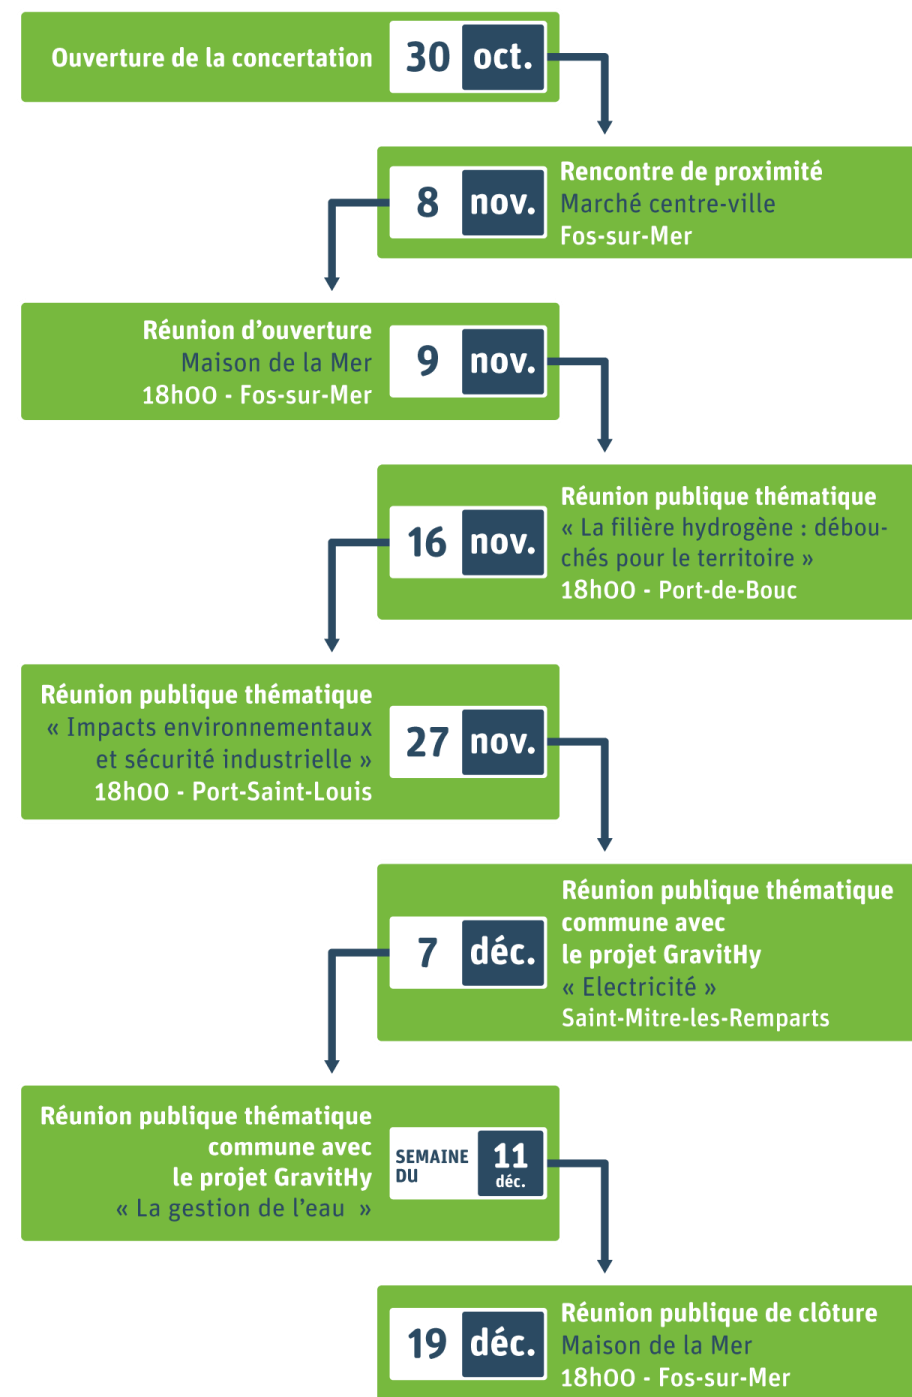 Ouverture de la concertation
30 oct.
8 nov.
Rencontre de proximité
Marché centre-ville
Fos-sur-Mer
Réunion d’ouverture
Maison de la Mer
18h00 - Fos-sur-Mer
9 nov.
16 nov.
Réunion publique thématique
« La filière hydrogène : débou-
chés pour le territoire »
18h00 - Port-de-Bouc
Réunion publique thématique
« Impacts environnementaux
et sécurité industrielle »
18h00 - Port-Saint-Louis
27 nov.
7 déc.
Réunion publique thématique
commune avec
le projet GravitHy
« Electricité »
Saint-Mitre-les-Remparts
Réunion publique thématique
commune avec
le projet GravitHy
« La gestion de l’eau »
SEMAINE
DU
11
déc.
19 déc.
Réunion publique de clôture
Maison de la Mer
18h00 - Fos-sur-Mer